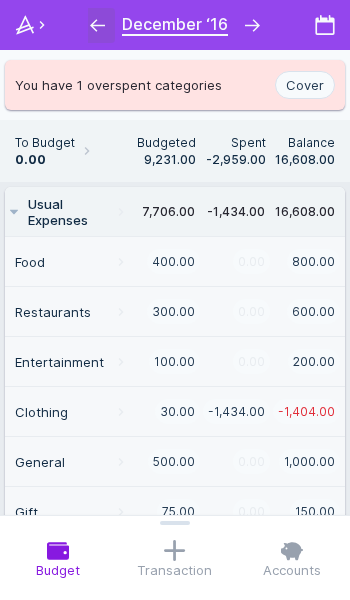 December ‘16
You have 1 overspent categories Cover
To Budget Budgeted Spent Balance
0.00 9,231.00 -2,959.00 16,608.00
Usual Expenses 7,706.00 -1,434.00 16,608.00
Food 400.00 0.00 800.00
Restaurants 300.00 0.00 600.00
Entertainment 100.00 0.00 200.00
Clothing 30.00 -1,434.00 -1,404.00
General 500.00 0.00 1,000.00
Gift 75.00 0.00 150.00
Budget Transaction Accounts